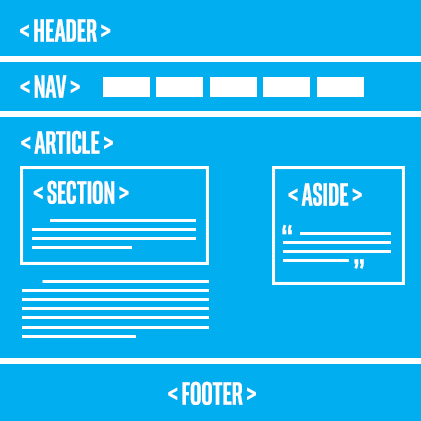 <HEADER>
<NAV>
<ARTICLE>
<SECTION>
<ASIDE>
“
”
<FOOTER>